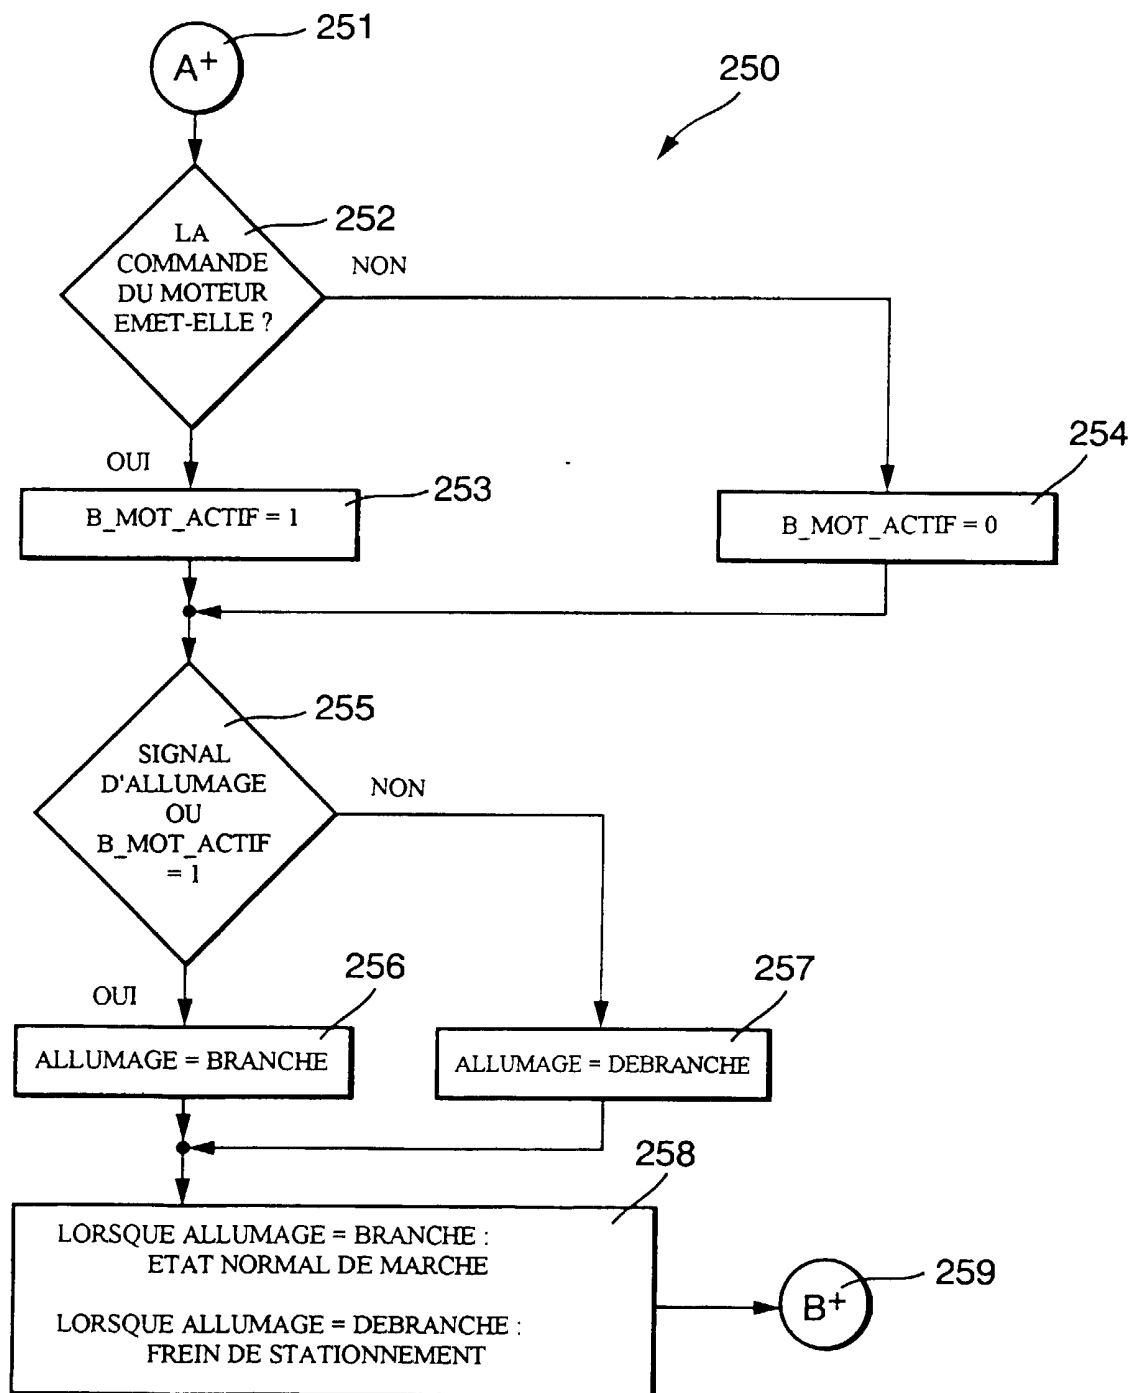 A+
251
250
252
LA
COMMANDE
DU MOTEUR
EMET-ELLE ?
NON
OUI
253
B_MOT_ACTIF = 1
254
B_MOT_ACTIF = 0
255
SIGNAL
D'ALLUMAGE
OU
B_MOT_ACTIF
= 1
NON
OUI
256
ALLUMAGE = BRANCHE
257
ALLUMAGE = DEBRANCHE
258
LORSQUE ALLUMAGE = BRANCHE :
ETAT NORMAL DE MARCHE
LORSQUE ALLUMAGE = DEBRANCHE :
FREIN DE STATIONNEMENT
B+
259